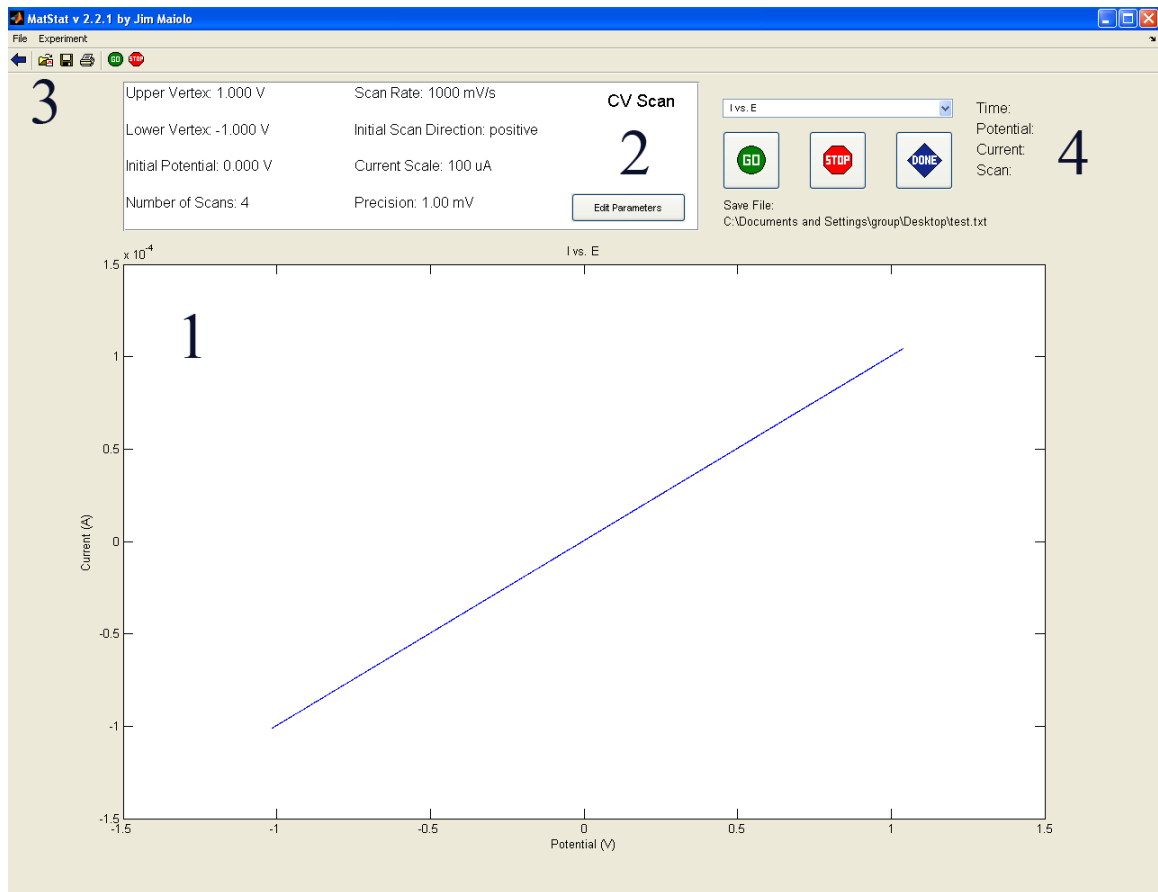 MatStat v 2.2.1 by Jim Maiolo
File Experiment
GO STOP
3
Upper Vertex: 1.000 V
Lower Vertex: -1.000 V
Initial Potential: 0.000 V
Number of Scans: 4
Scan Rate: 1000 mV/s
Initial Scan Direction: positive
Current Scale: 100 uA
Precision: 1.00 mV
CV Scan
2
Edit Parameters
I vs. E
GO
STOP
DONE
Save File:
C:\Documents and Settings\group\Desktop\test.txt
Time:
Potential:
Current:
Scan:
4
I vs. E
x 10⁻⁴
1.5
1
0.5
0
-0.5
-1
-1.5
Current (A)
1
-1.5 -1 -0.5 0 0.5 1 1.5
Potential (V)